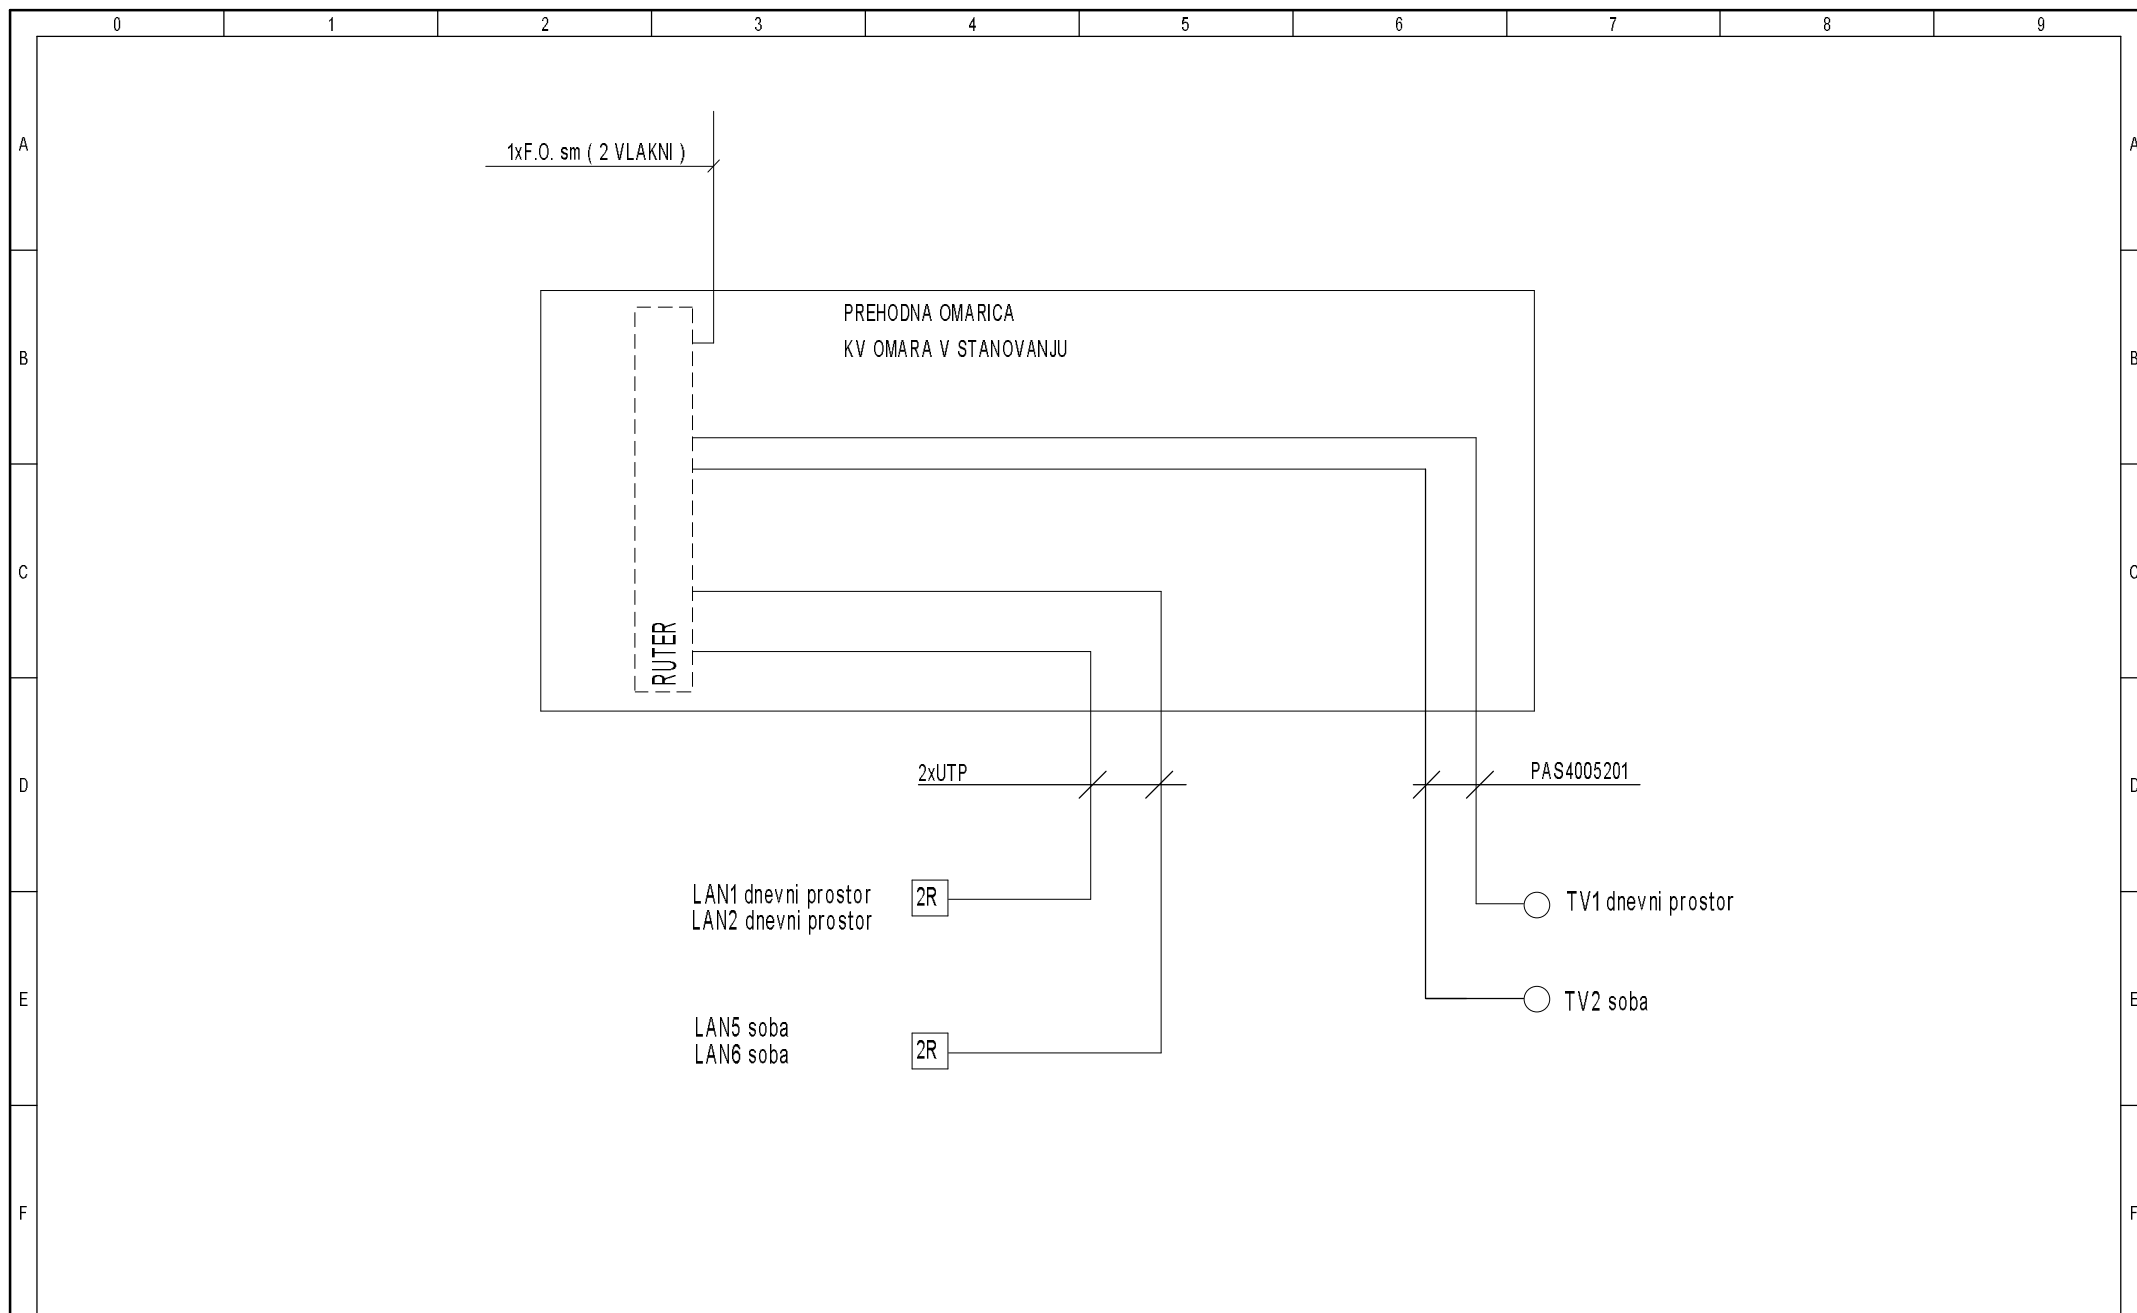 0 1 2 3 4 5 6 7 8 9
A A
1xF.O. sm ( 2 VLAKNI )
PREHODNA OMARICA
KV OMARA V STANOVANJU
B B
C C
RUTER
2xUTP
PAS4005201
D D
LAN1 dnevni prostor
LAN2 dnevni prostor
2R
TV1 dnevni prostor
E E
TV2 soba
LAN5 soba
LAN6 soba
2R
F F